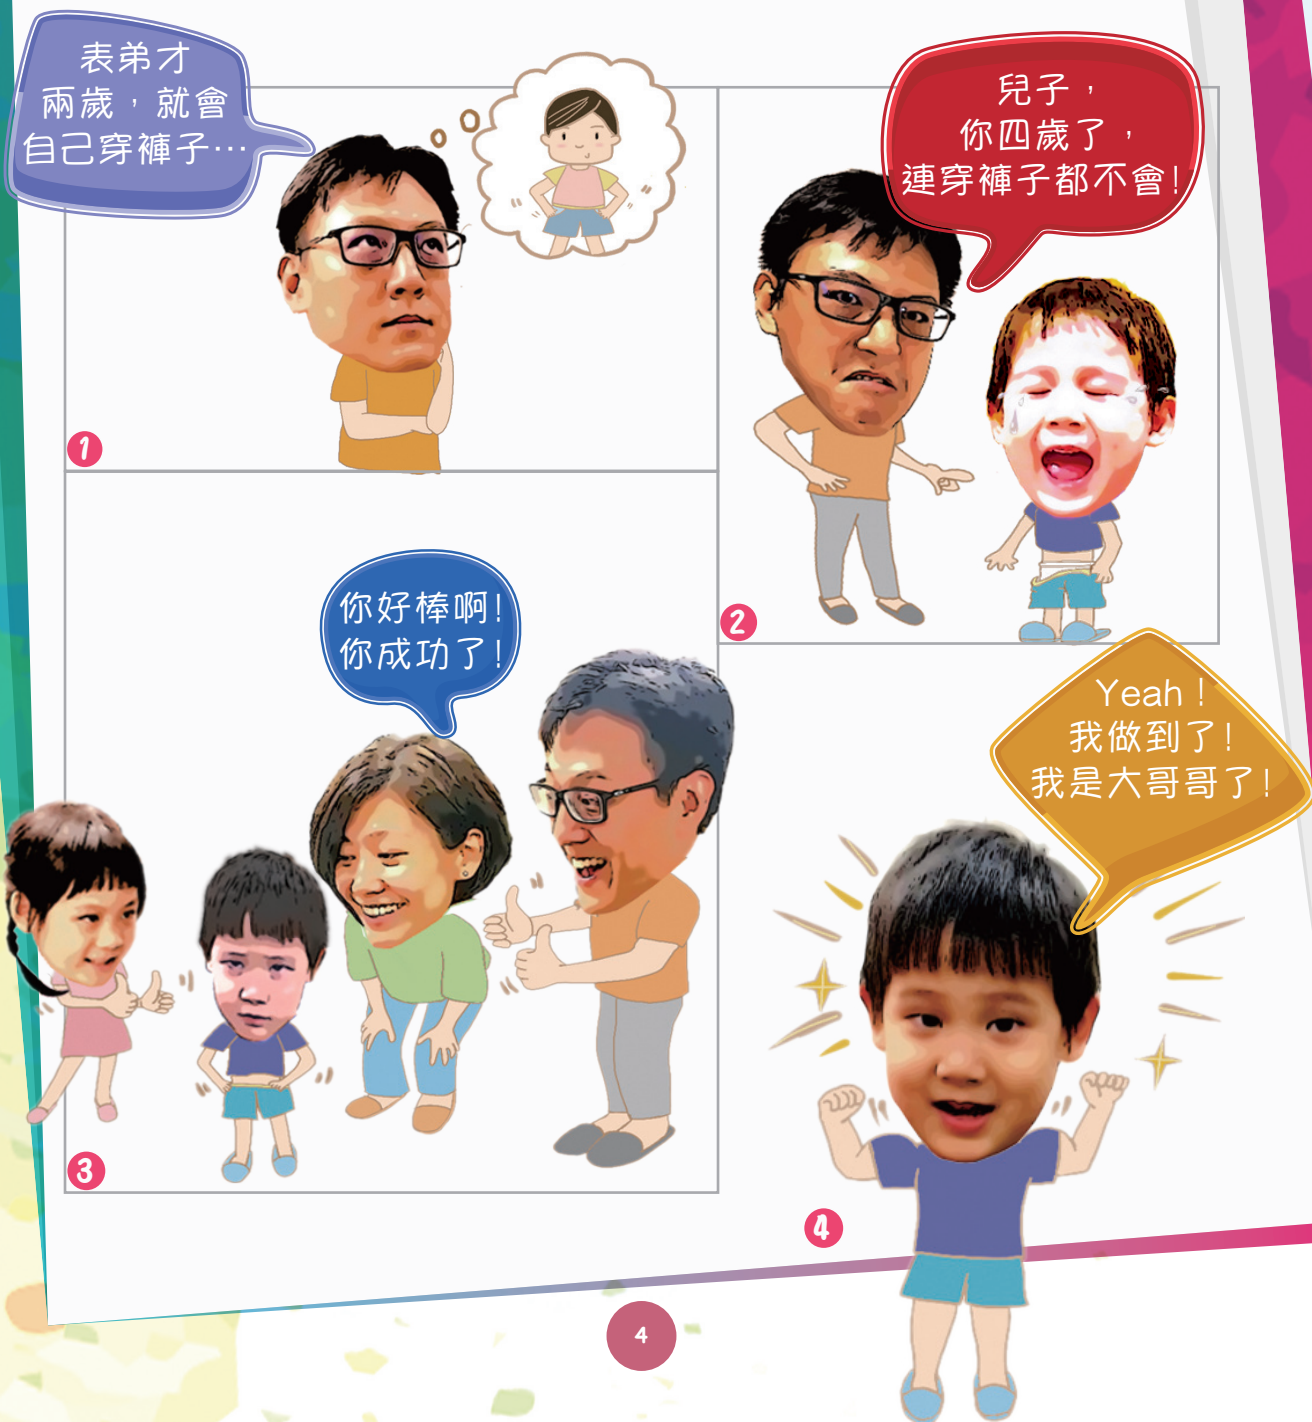 表弟才
兩歲，就會
自己穿褲子…
1
兒子，
你四歲了，
連穿褲子都不會!
2
你好棒啊!
你成功了!
3
Yeah！
我做到了!
我是大哥哥了!
4
4